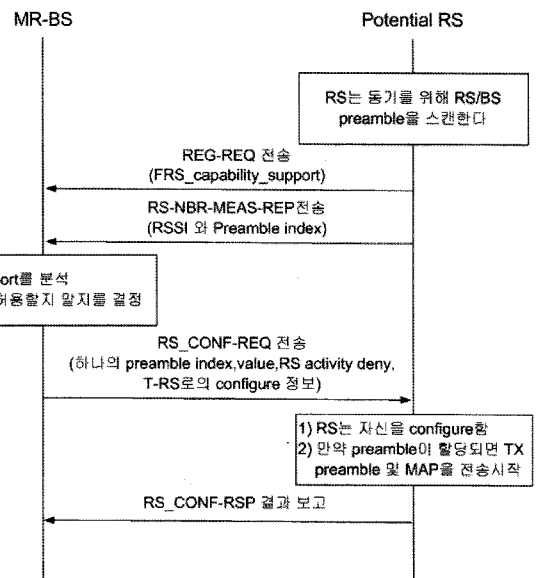 MR-BS
Potential RS
RS는 동기를 위해 RS/BS
preamble을 스캔한다
REG-REQ 전송
(FRS_capability_support)
RS-NBR-MEAS-REP전송
(RSSI 와 Preamble index)
ort를 분석
허용할지 말지를 결정
RS_CONF-REQ 전송
(하나의 preamble index,value,RS activity deny,
T-RS로의 configure 정보)
1) RS는 자신을 configure함
2) 만약 preamble이 할당되면 TX
preamble 및 MAP을 전송시작
RS_CONF-RSP 결과 보고